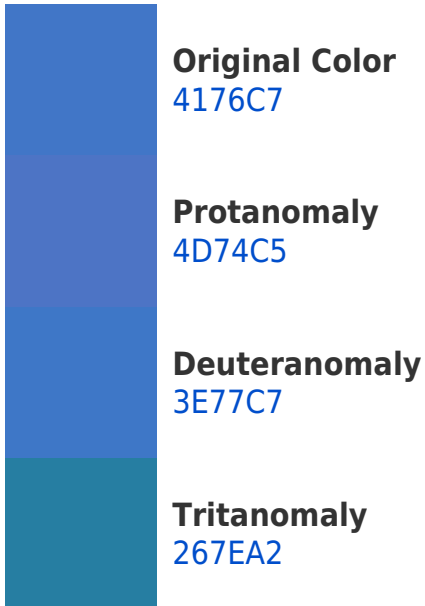 Original Color
4176C7
Protanomaly
4D74C5
Deuteranomaly
3E77C7
Tritanomaly
267EA2